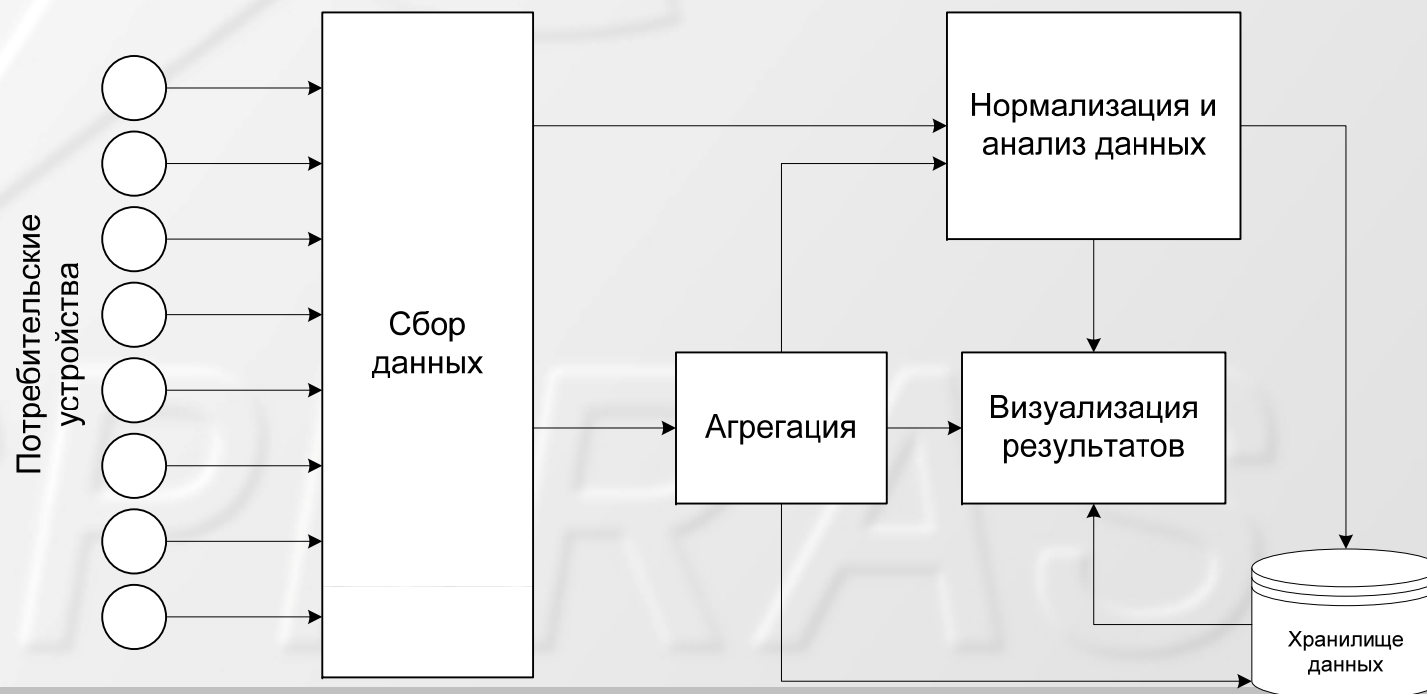 Потребительские
устройства
Сбор
данных
Нормализация и
анализ данных
Агрегация
Визуализация
результатов
Хранилище
данных